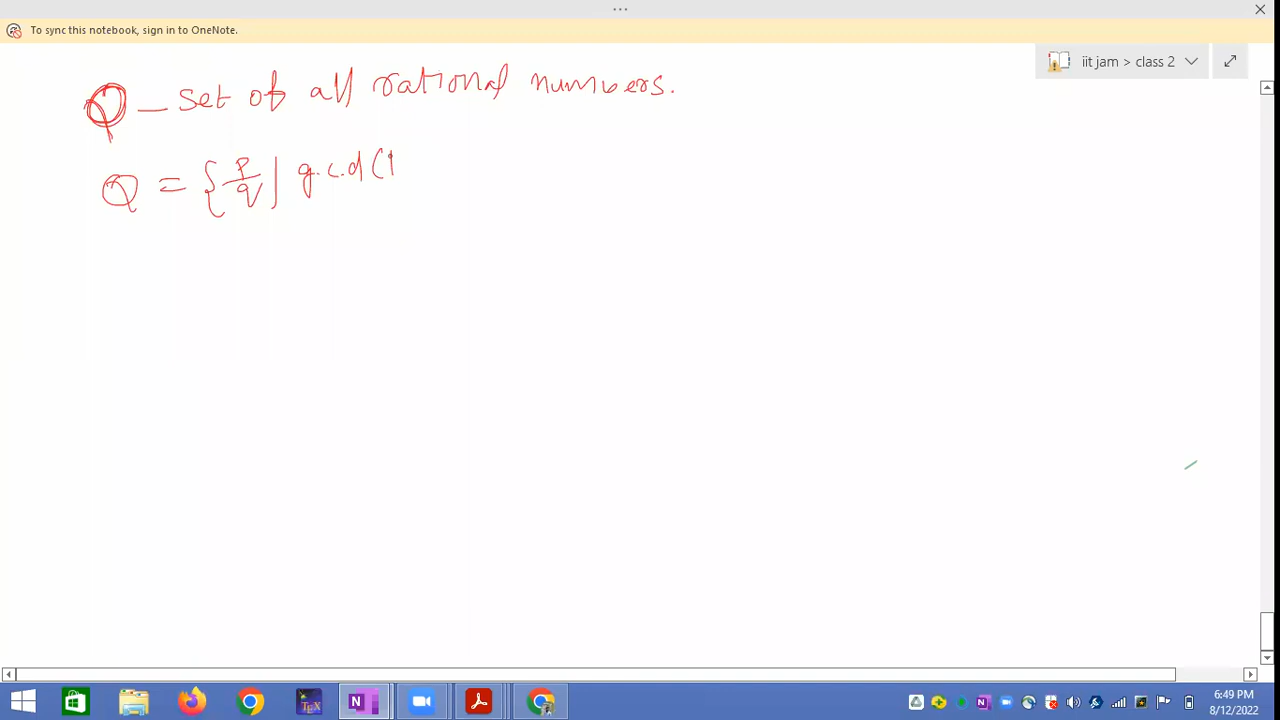 To sync this notebook, sign in to OneNote.
iit jam > class 2
Q - set of all rational numbers.
Q = { p/q | g.c.d (
6:49 PM
8/12/2022